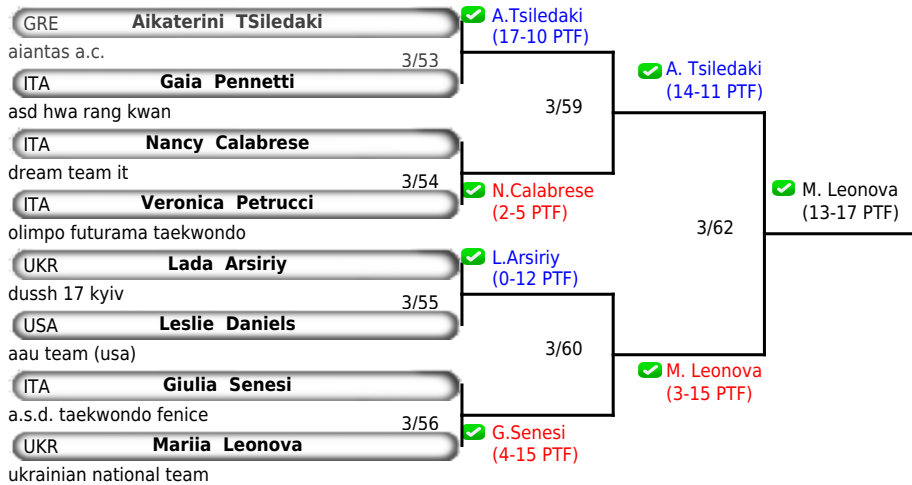 GRE Aikaterini TSiledaki
aiantas a.c.
3/53
ITA Gaia Pennetti
asd hwa rang kwan
ITA Nancy Calabrese
dream team it
3/54
ITA Veronica Petrucci
olimpo futurama taekwondo
UKR Lada Arsiriy
dussh 17 kyiv
3/55
USA Leslie Daniels
aau team (usa)
ITA Giulia Senesi
a.s.d. taekwondo fenice
3/56
UKR Mariia Leonova
ukrainian national team
A.Tsiledaki
(17-10 PTF)
3/59
N.Calabrese
(2-5 PTF)
L.Arsiriy
(0-12 PTF)
3/60
G.Senesi
(4-15 PTF)
A. Tsiledaki
(14-11 PTF)
3/62
M. Leonova
(3-15 PTF)
M. Leonova
(13-17 PTF)